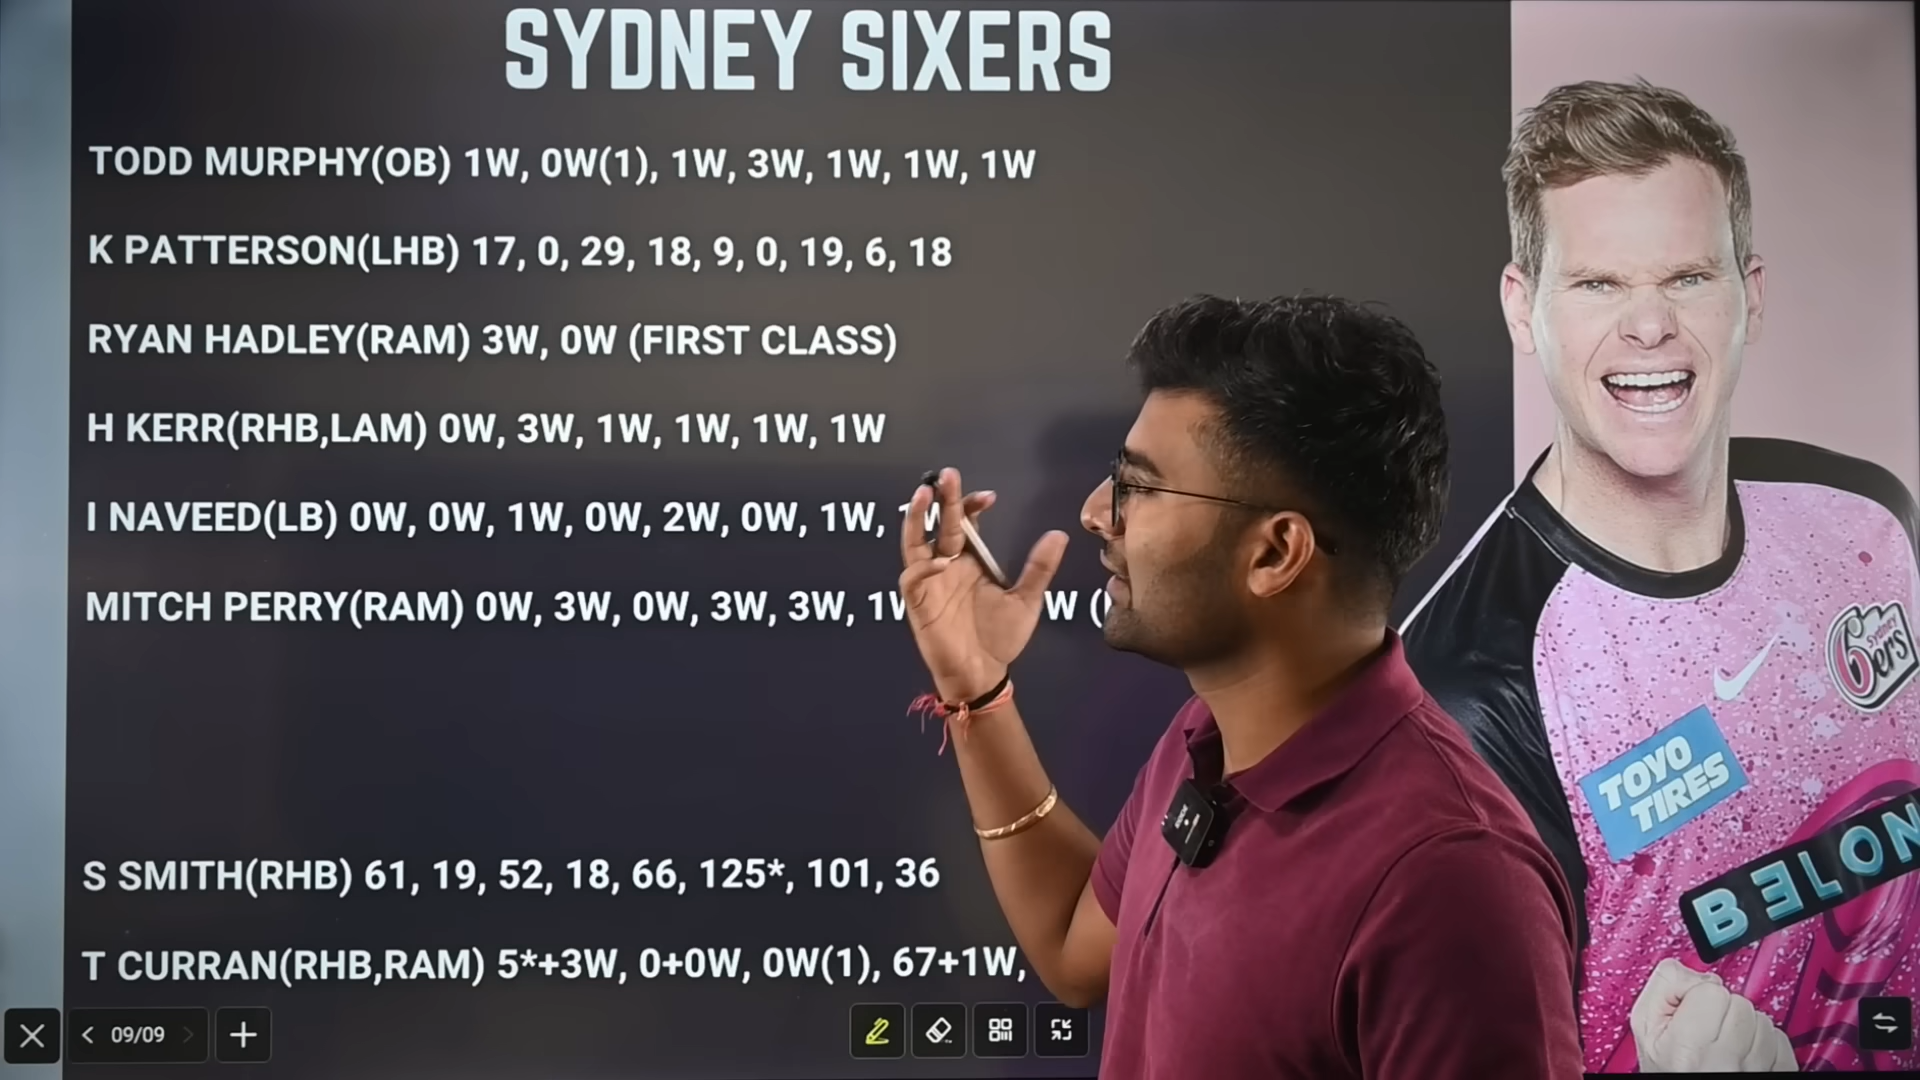 SYDNEY SIXERS
TODD MURPHY(OB) 1W, 0W(1), 1W, 3W, 1W, 1W, 1W
K PATTERSON(LHB) 17, 0, 29, 18, 9, 0, 19, 6, 18
RYAN HADLEY(RAM) 3W, 0W (FIRST CLASS)
H KERR(RHB,LAM) 0W, 3W, 1W, 1W, 1W, 1W
I NAVEED(LB) 0W, 0W, 1W, 0W, 2W, 0W, 1W, 1W
MITCH PERRY(RAM) 0W, 3W, 0W, 3W, 3W, 1W W (
S SMITH(RHB) 61, 19, 52, 18, 66, 125*, 101, 36
T CURRAN(RHB,RAM) 5*+3W, 0+0W, 0W(1), 67+1W,
09/09
Sydney
6ers
TOYO
TIRES
BELON